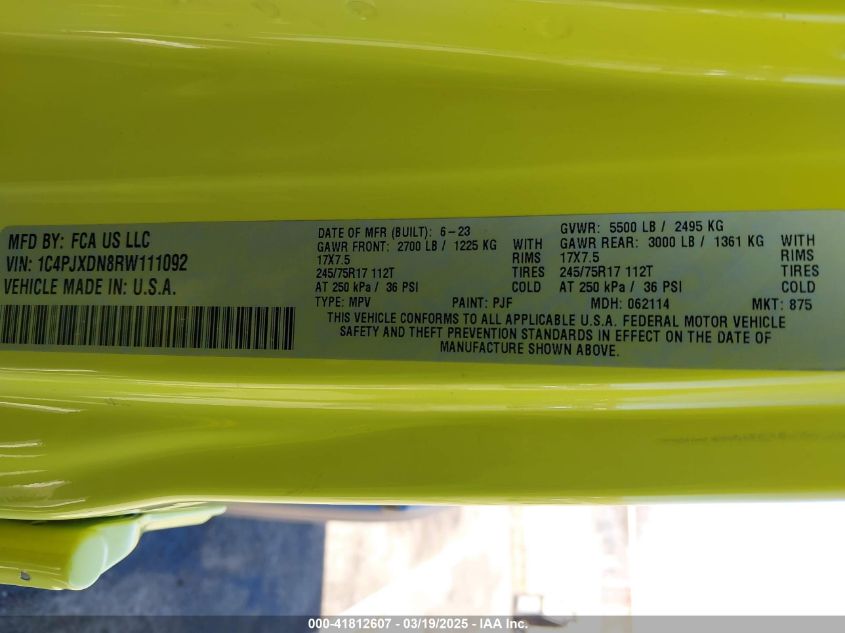 MFD BY: FCA US LLC
VIN: 1C4PJXDN8RW111092
VEHICLE MADE IN: U.S.A.
DATE OF MFR (BUILT): 6-23
GAWR FRONT: 2700 LB / 1225 KG WITH
17X7.5 RIMS
245/75R17 112T TIRES
AT 250 kPa / 36 PSI COLD
GVWR: 5500 LB / 2495 KG
GAWR REAR: 3000 LB / 1361 KG WITH
17X7.5 RIMS
245/75R17 112T TIRES
AT 250 kPa / 36 PSI COLD
TYPE: MPV PAINT: PJF MDH: 062114 MKT: 875
THIS VEHICLE CONFORMS TO ALL APPLICABLE U.S.A. FEDERAL MOTOR VEHICLE
SAFETY AND THEFT PREVENTION STANDARDS IN EFFECT ON THE DATE OF
MANUFACTURE SHOWN ABOVE.
000-41812607 - 03/19/2025 - IAA Inc.